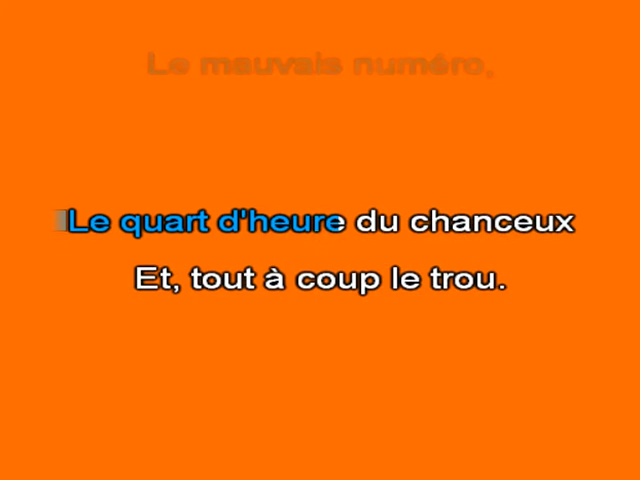 Le mauvais numéro,
Le quart d'heure du chanceux
Et, tout à coup le trou.